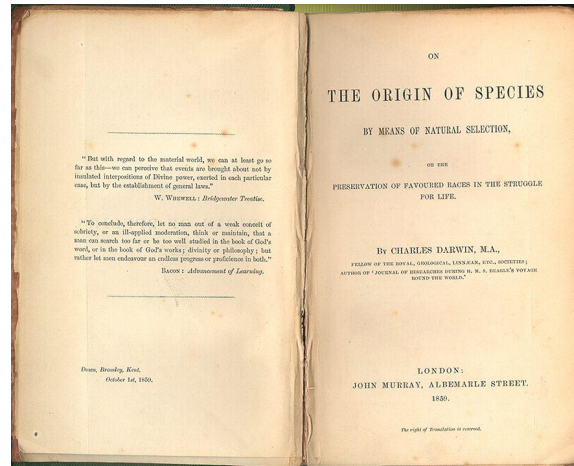 "But with regard to the material world, we can at least go so
far as this—we can perceive that events are brought about not by
insulated interpositions of Divine power, exerted in each particular
case, but by the establishment of general laws."
W. WHEWELL: Bridgewater Treatise.
"To conclude, therefore, let no man out of a weak conceit of
sobriety, or an ill-applied moderation, think or maintain, that a
man can search too far or be too well studied in the book of God's
word, or in the book of God's works; divinity or philosophy; but
rather let men endeavour an endless progress or proficience in both."
BACON: Advancement of Learning.
Down, Bromley, Kent,
October 1st, 1859.
ON
THE ORIGIN OF SPECIES
BY MEANS OF NATURAL SELECTION,
OR THE
PRESERVATION OF FAVOURED RACES IN THE STRUGGLE
FOR LIFE.
BY CHARLES DARWIN, M.A.,
FELLOW OF THE ROYAL, GEOLOGICAL, LINNÆAN, ETC., SOCIETIES;
AUTHOR OF 'JOURNAL OF RESEARCHES DURING H. M. S. BEAGLE'S VOYAGE
ROUND THE WORLD.'
LONDON:
JOHN MURRAY, ALBEMARLE STREET.
1859.
The right of Translation is reserved.